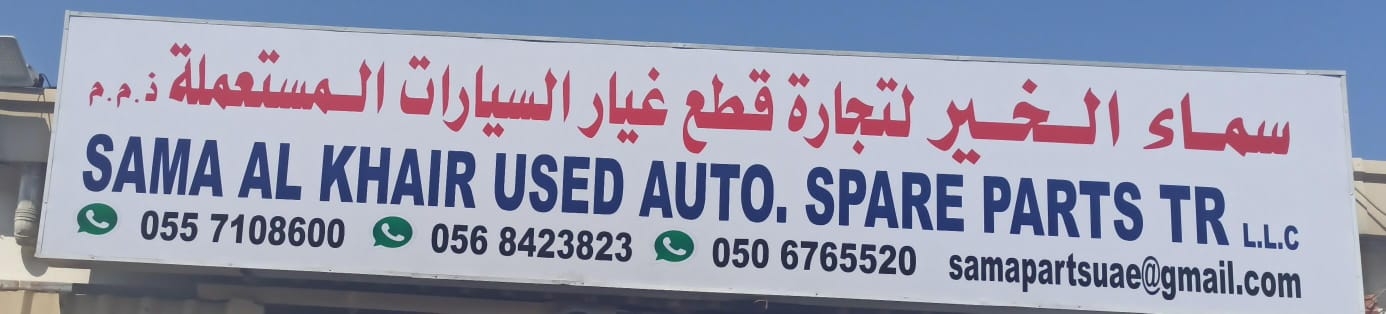 سماء الخير لتجارة قطع غيار السيارات المستعملة ذ.م.م
SAMA AL KHAIR USED AUTO. SPARE PARTS TR L.L.C
055 7108600 056 8423823 050 6765520 samapartsuae@gmail.com